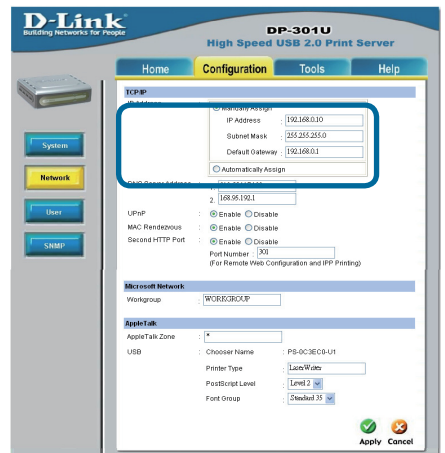 D-Link
Building Networks for People
DP-301U
High Speed USB 2.0 Print Server
Home Configuration Tools Help
System
Network
User
SNMP
TCP/IP
IP Address
Manually Assign
IP Address : 192.168.0.10
Subnet Mask : 255.255.255.0
Default Gateway : 192.168.0.1
Automatically Assign
DNS Server Address : 1.
2. 168.95.192.1
UPnP : Enable Disable
MAC Rendezvous : Enable Disable
Second HTTP Port : Enable Disable
Port Number : 301
(For Remote Web Configuration and IPP Printing)
Microsoft Network
Workgroup : WORKGROUP
AppleTalk
AppleTalk Zone : *
USB : Chooser Name : PS-0C3EC0-U1
Printer Type : LaserWriter
PostScript Level : Level 2
Font Group : Standard 35
Apply Cancel